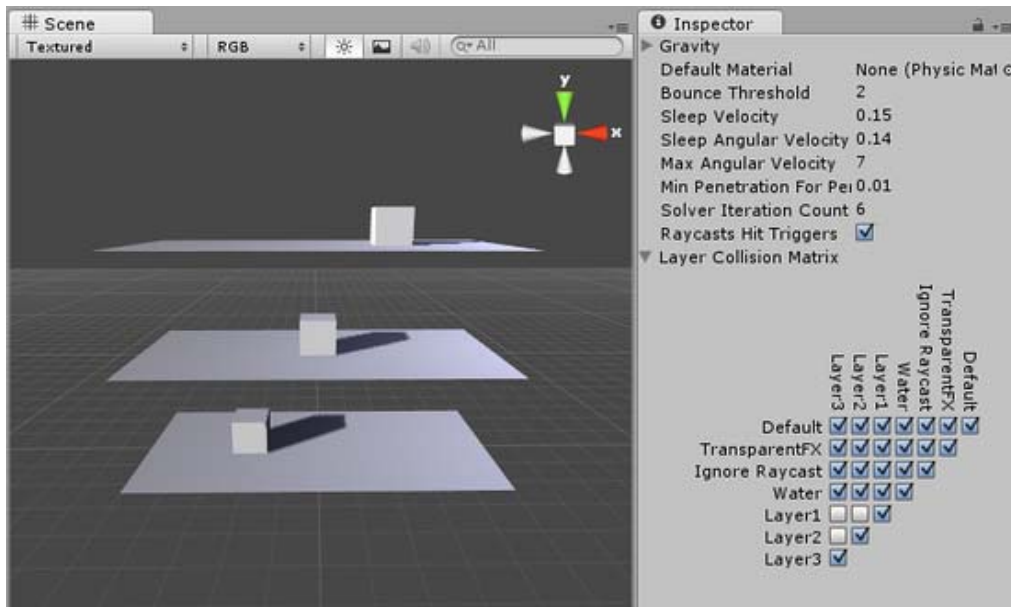 Scene
Textured
RGB
All
y
x
Inspector
Gravity
Default Material None (Physic Mat
Bounce Threshold 2
Sleep Velocity 0.15
Sleep Angular Velocity 0.14
Max Angular Velocity 7
Min Penetration For Pe 0.01
Solver Iteration Count 6
Raycasts Hit Triggers
Layer Collision Matrix
Layer3
Layer2
Layer1
Water
Ignore Raycast
TransparentFX
Default
Default
TransparentFX
Ignore Raycast
Water
Layer1
Layer2
Layer3